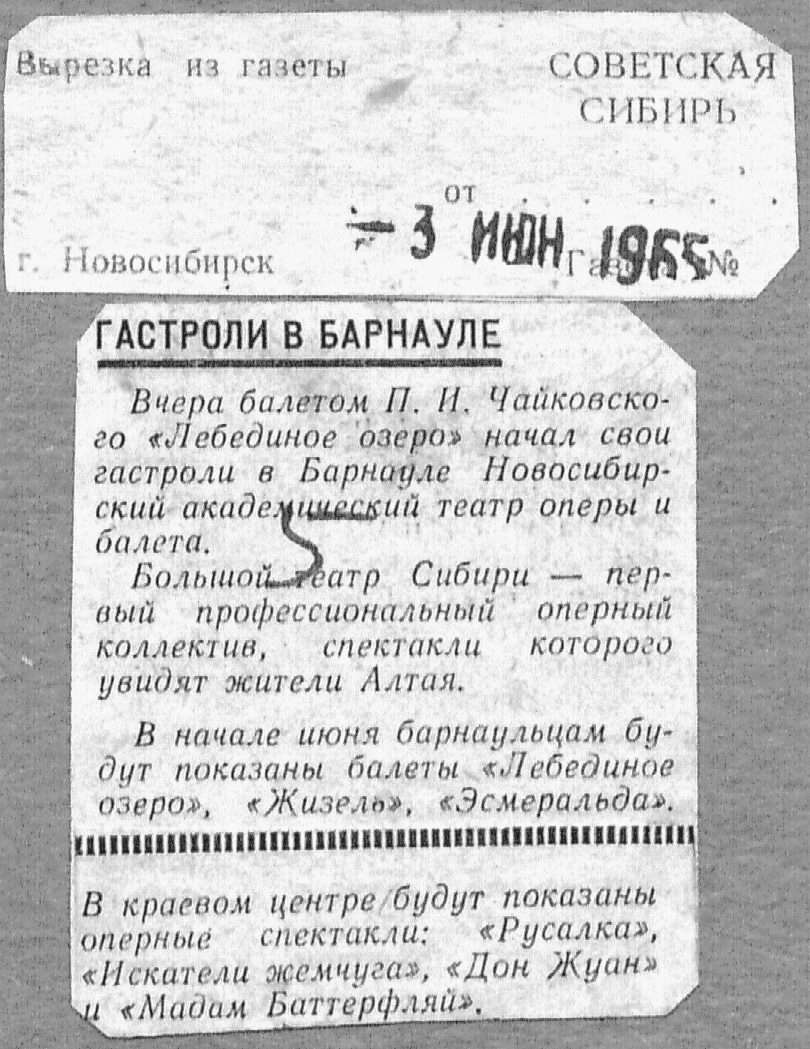 Вырезка из газеты
СОВЕТСКАЯ
СИБИРЬ
от . . . . .
– 3 ИЮН 1965
г. Новосибирск
Газета №
ГАСТРОЛИ В БАРНАУЛЕ
Вчера балетом П. И. Чайковско-
го «Лебединое озеро» начал свои
гастроли в Барнауле Новосибир-
ский академический театр оперы и
балета.
Большой театр Сибири — пер-
вый профессиональный оперный
коллектив, спектакли которого
увидят жители Алтая.
В начале июня барнаульцам бу-
дут показаны балеты «Лебединое
озеро», «Жизель», «Эсмеральда».
В краевом центре будут показаны
оперные спектакли: «Русалка»,
«Искатели жемчуга», «Дон Жуан»
и «Мадам Баттерфляй».
5